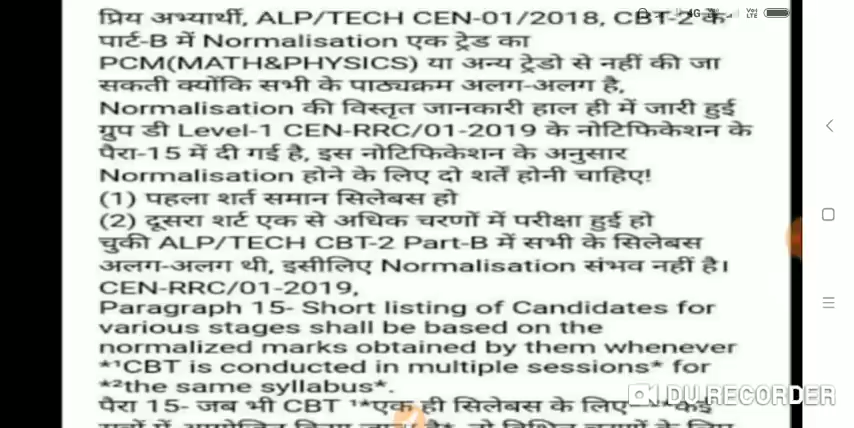 प्रिय अभ्यार्थी, ALP/TECH CEN-01/2018, CBT-2 के
पार्ट-B में Normalisation एक ट्रेड का
PCM(MATH&PHYSICS) या अन्य ट्रेडो से नहीं की जा
सकती क्योंकि सभी के पाठ्यक्रम अलग-अलग है,
Normalisation की विस्तृत जानकारी हाल ही में जारी हुई
ग्रुप डी Level-1 CEN-RRC/01-2019 के नोटिफिकेशन के
पैरा-15 में दी गई है, इस नोटिफिकेशन के अनुसार
Normalisation होने के लिए दो शर्तें होनी चाहिए!
(1) पहला शर्त समान सिलेबस हो
(2) दूसरा शर्ट एक से अधिक चरणों में परीक्षा हुई हो
चुकी ALP/TECH CBT-2 Part-B में सभी के सिलेबस
अलग-अलग थी, इसीलिए Normalisation संभव नहीं है।
CEN-RRC/01-2019,
Paragraph 15- Short listing of Candidates for
various stages shall be based on the
normalized marks obtained by them whenever
*¹CBT is conducted in multiple sessions* for
*²the same syllabus*.
पैरा 15- जब भी CBT ¹*एक ही सिलेबस के लिए
4G
VoLTE
DU RECORDER